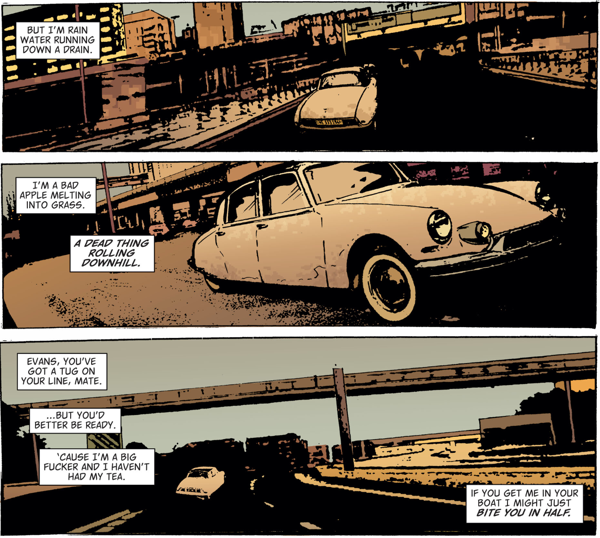 BUT I'M RAIN
WATER RUNNING
DOWN A DRAIN.
I'M A BAD
APPLE MELTING
INTO GRASS.
A DEAD THING
ROLLING
DOWNHILL.
EVANS, YOU'VE
GOT A TUG ON
YOUR LINE, MATE.
...BUT YOU'D
BETTER BE READY.
'CAUSE I'M A BIG
FUCKER AND I HAVEN'T
HAD MY TEA.
IF YOU GET ME IN YOUR
BOAT I MIGHT JUST
BITE YOU IN HALF.